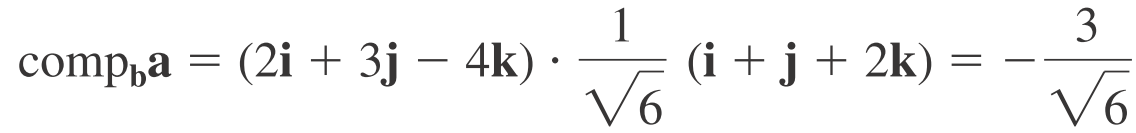 comp_b a = (2i + 3j − 4k) · 1/√6 (i + j + 2k) = − 3/√6